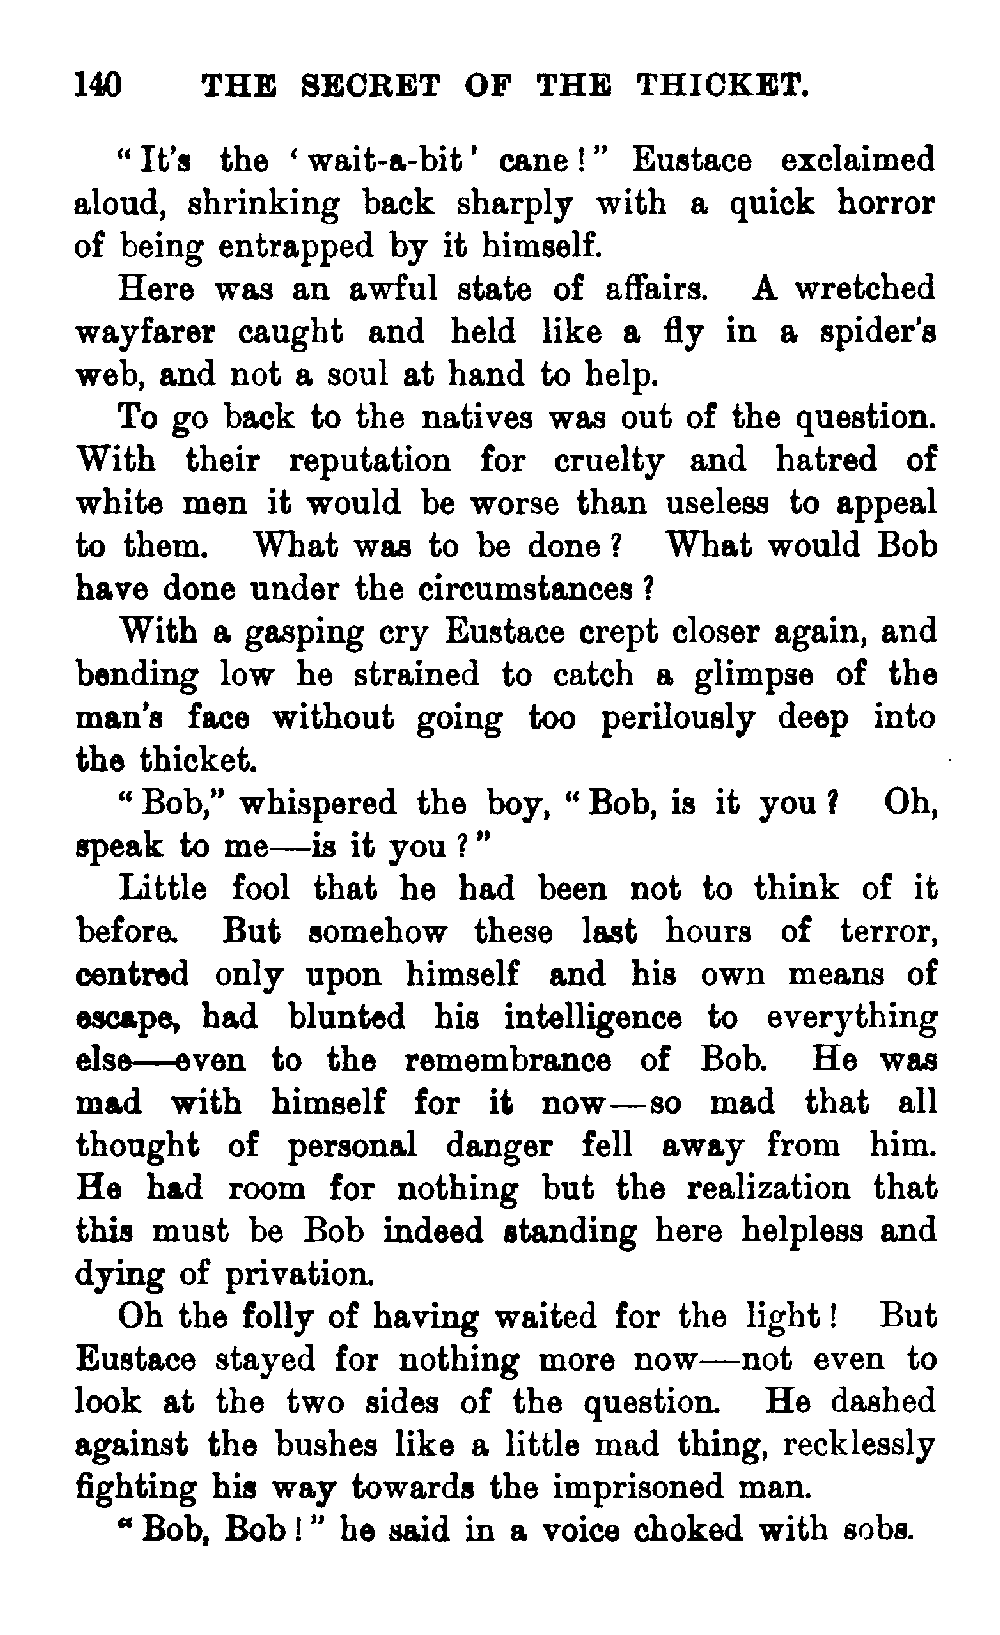 140 THE SECRET OF THE THICKET.
"It's the 'wait-a-bit' cane!" Eustace exclaimed
aloud, shrinking back sharply with a quick horror
of being entrapped by it himself.
Here was an awful state of affairs. A wretched
wayfarer caught and held like a fly in a spider's
web, and not a soul at hand to help.
To go back to the natives was out of the question.
With their reputation for cruelty and hatred of
white men it would be worse than useless to appeal
to them. What was to be done? What would Bob
have done under the circumstances?
With a gasping cry Eustace crept closer again, and
bending low he strained to catch a glimpse of the
man's face without going too perilously deep into
the thicket.
"Bob," whispered the boy, "Bob, is it you? Oh,
speak to me—is it you?"
Little fool that he had been not to think of it
before. But somehow these last hours of terror,
centred only upon himself and his own means of
escape, had blunted his intelligence to everything
else—even to the remembrance of Bob. He was
mad with himself for it now—so mad that all
thought of personal danger fell away from him.
He had room for nothing but the realization that
this must be Bob indeed standing here helpless and
dying of privation.
Oh the folly of having waited for the light! But
Eustace stayed for nothing more now—not even to
look at the two sides of the question. He dashed
against the bushes like a little mad thing, recklessly
fighting his way towards the imprisoned man.
"Bob, Bob!" he said in a voice choked with sobs.